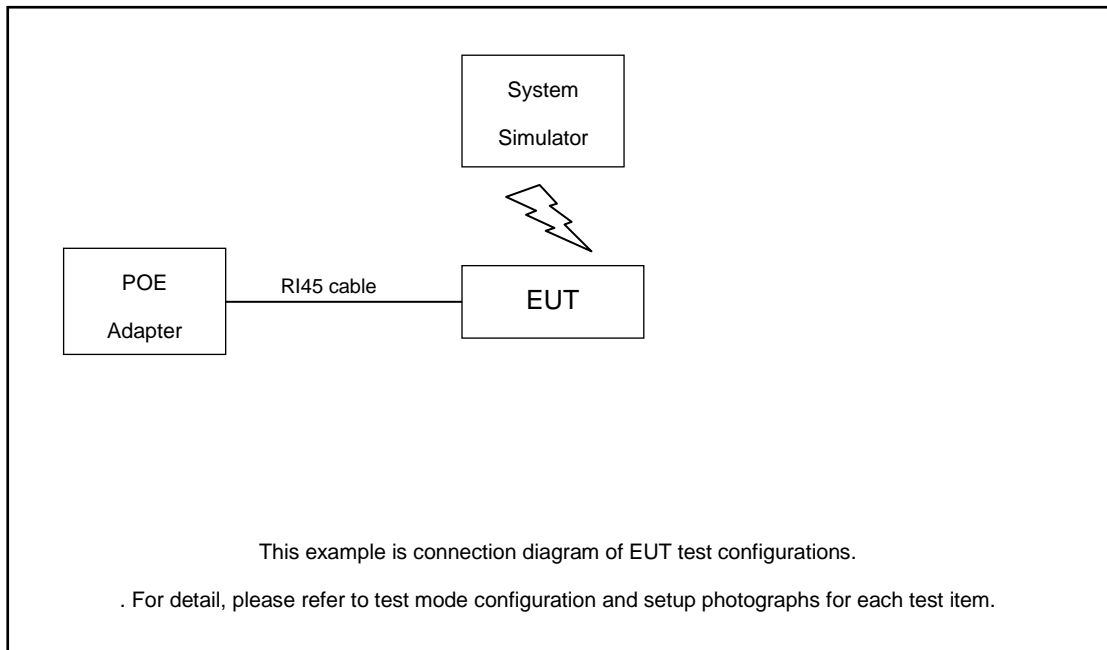 System
Simulator
POE
Adapter
RI45 cable
EUT
This example is connection diagram of EUT test configurations.
. For detail, please refer to test mode configuration and setup photographs for each test item.